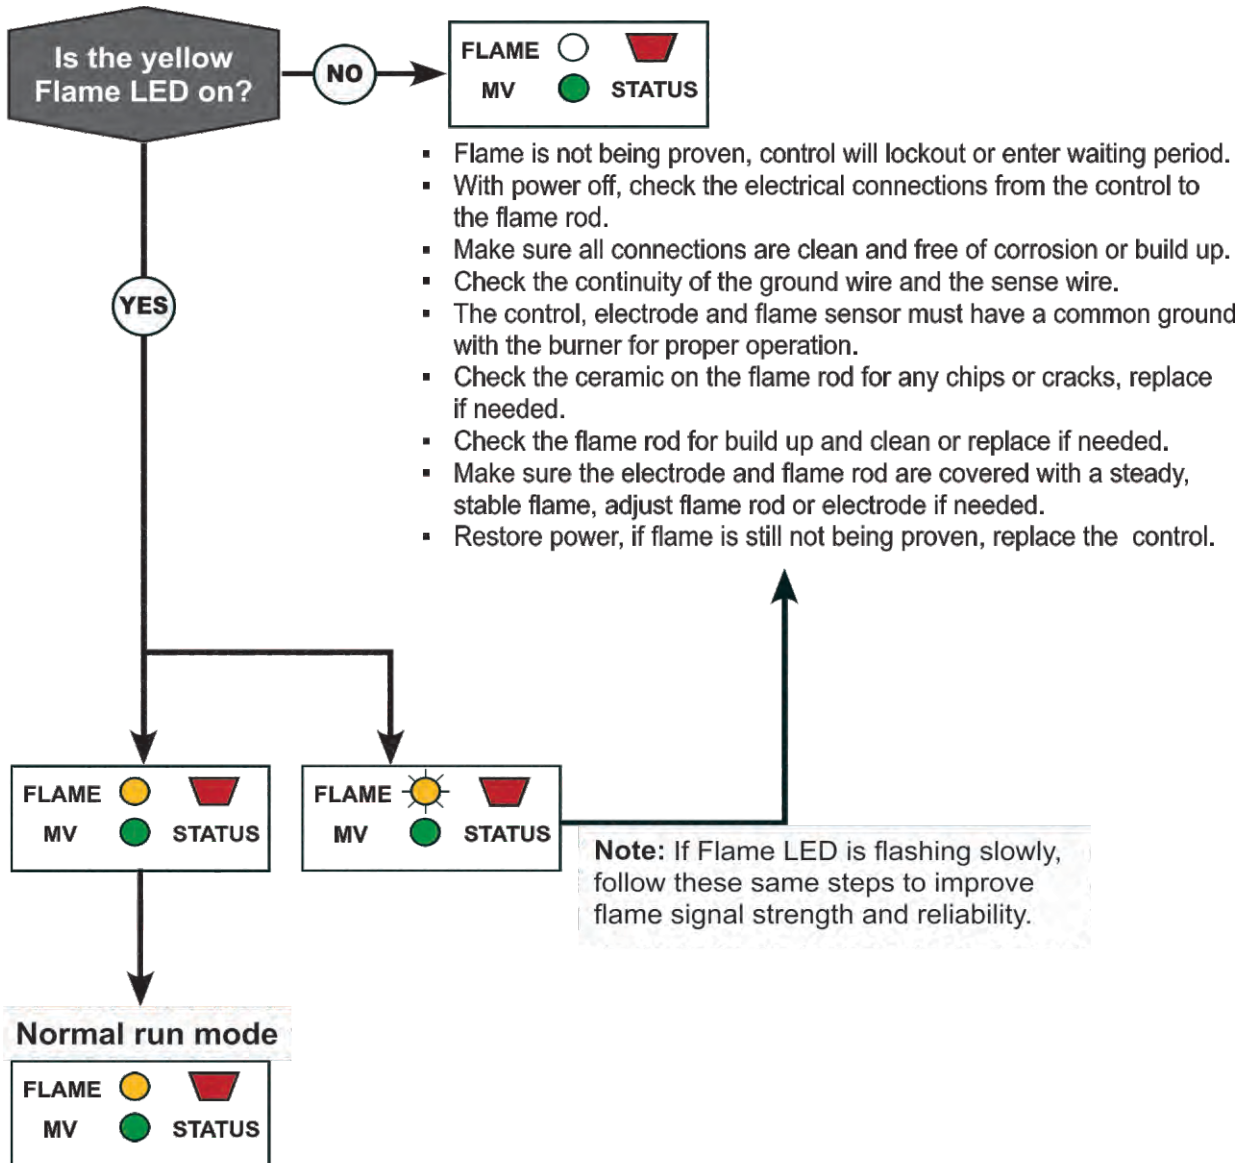 Is the yellow
Flame LED on?
NO
FLAME
MV STATUS
▪ Flame is not being proven, control will lockout or enter waiting period.
▪ With power off, check the electrical connections from the control to
the flame rod.
▪ Make sure all connections are clean and free of corrosion or build up.
▪ Check the continuity of the ground wire and the sense wire.
▪ The control, electrode and flame sensor must have a common ground
with the burner for proper operation.
▪ Check the ceramic on the flame rod for any chips or cracks, replace
if needed.
▪ Check the flame rod for build up and clean or replace if needed.
▪ Make sure the electrode and flame rod are covered with a steady,
stable flame, adjust flame rod or electrode if needed.
▪ Restore power, if flame is still not being proven, replace the control.
YES
FLAME
MV STATUS
FLAME
MV STATUS
Note: If Flame LED is flashing slowly,
follow these same steps to improve
flame signal strength and reliability.
Normal run mode
FLAME
MV STATUS